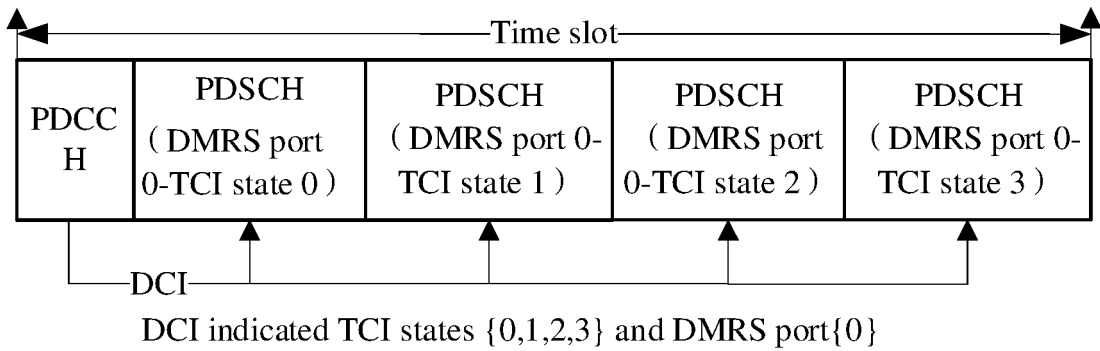 Time slot
PDCC
H
PDSCH
（DMRS port
0-TCI state 0）
PDSCH
（DMRS port 0-
TCI state 1）
PDSCH
（DMRS port
0-TCI state 2）
PDSCH
（DMRS port 0-
TCI state 3）
DCI
DCI indicated TCI states {0,1,2,3} and DMRS port{0}